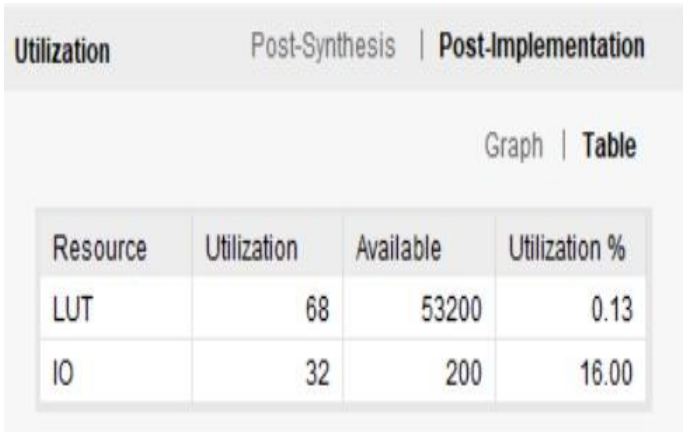 Utilization Post-Synthesis | Post-Implementation
Graph | Table
Resource Utilization Available Utilization %
LUT 68 53200 0.13
IO 32 200 16.00